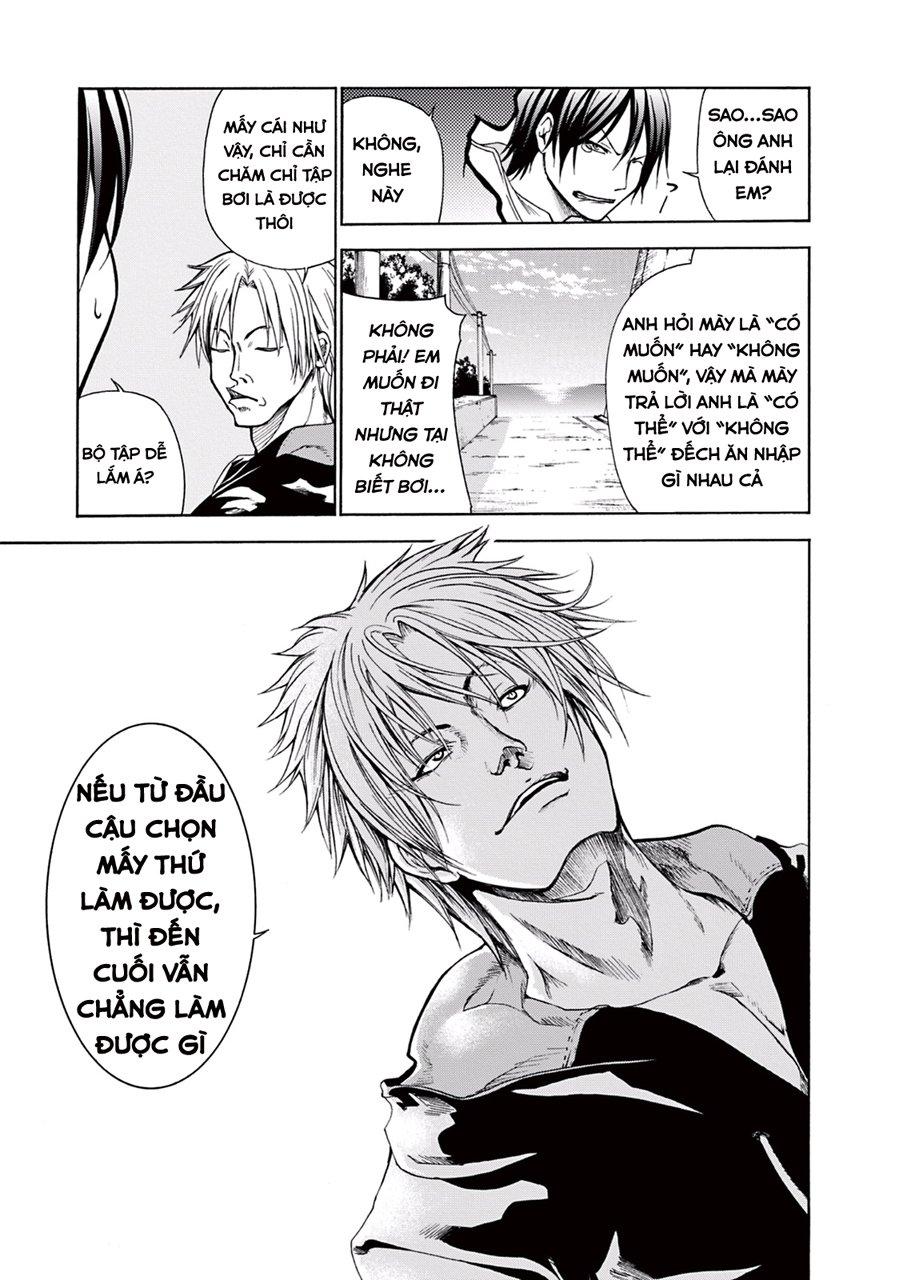 SAO...SAO
ÔNG ANH
LẠI ĐÁNH
EM?
KHÔNG,
NGHE
NÀY
ANH HỎI MÀY LÀ "CÓ
MUỐN" HAY "KHÔNG
MUỐN", VẬY MÀ MÀY
TRẢ LỜI ANH LÀ "CÓ
THỂ" VỚI "KHÔNG
THỂ" ĐẾCH ĂN NHẬP
GÌ NHAU CẢ
KHÔNG
PHẢI! EM
MUỐN ĐI
THẬT
NHƯNG TẠI
KHÔNG
BIẾT BƠI...
MẤY CÁI NHƯ
VẬY, CHỈ CẦN
CHĂM CHỈ TẬP
BƠI LÀ ĐƯỢC
THÔI
BỘ TẬP DỄ
LẮM Á?
NẾU TỪ ĐẦU
CẬU CHỌN
MẤY THỨ
LÀM ĐƯỢC,
THÌ ĐẾN
CUỐI VẪN
CHẲNG LÀM
ĐƯỢC GÌ